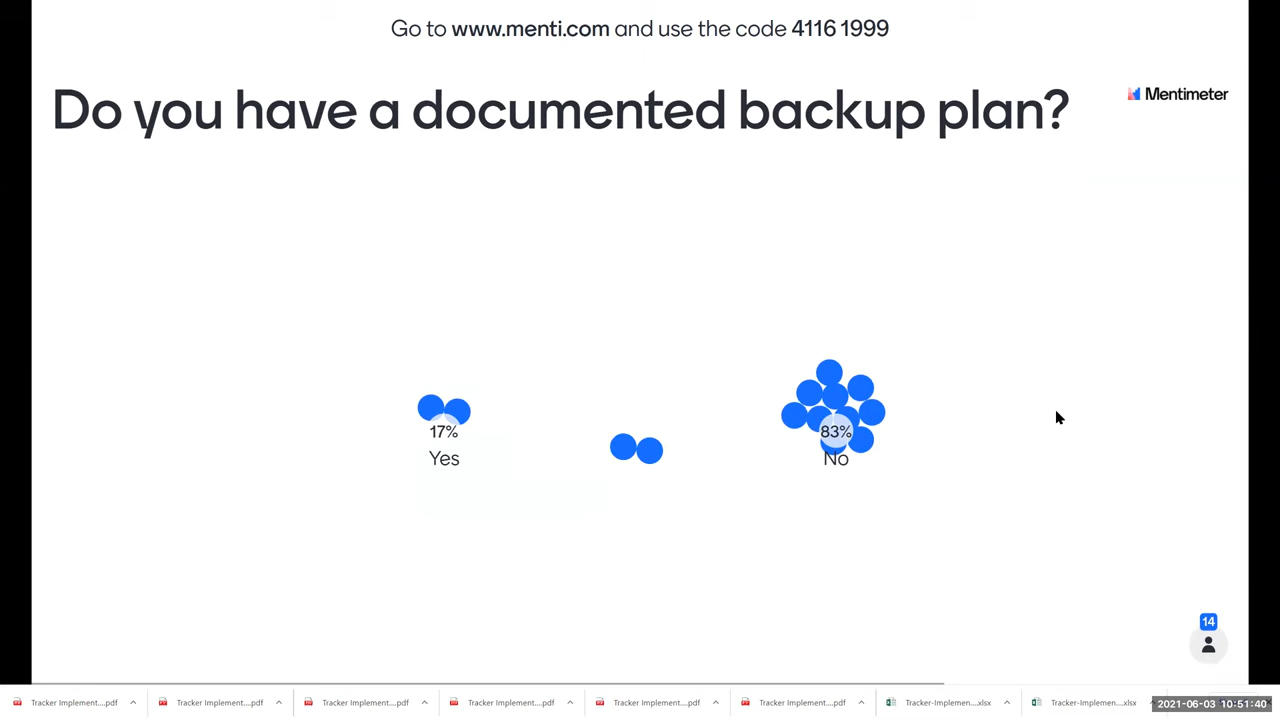 Go to www.menti.com and use the code 4116 1999
Do you have a documented backup plan?
Mentimeter
17%
Yes
83%
No
14
Tracker Implement....pdf
Tracker Implement....pdf
Tracker Implement....pdf
Tracker Implement....pdf
Tracker Implement....pdf
Tracker Implement....pdf
Tracker-Implemen....xlsx
Tracker-Implemen....xlsx
2021-06-03 10:51:40